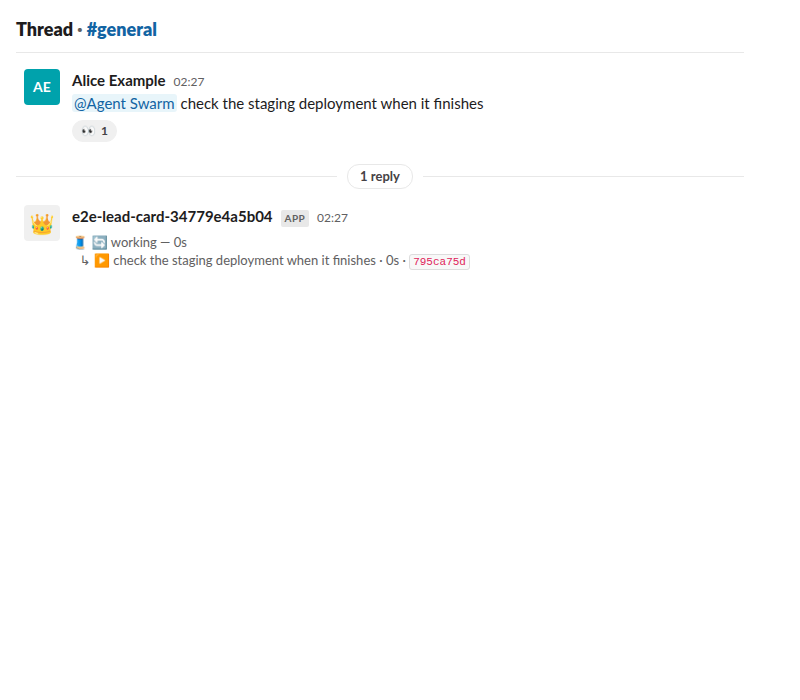 Thread • #general
AE
Alice Example 02:27
@Agent Swarm check the staging deployment when it finishes
👀 1
1 reply
e2e-lead-card-34779e4a5b04 APP 02:27
🧵 🔄 working — 0s
↳ ▶️ check the staging deployment when it finishes · 0s · 795ca75d